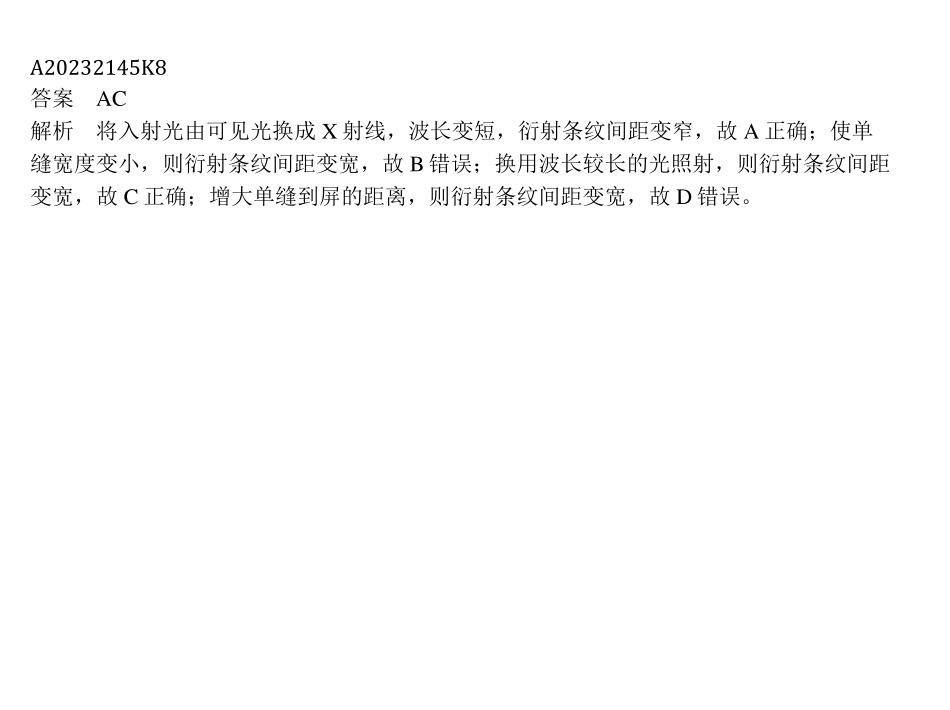 A20232145K8
答案 AC
解析 将入射光由可见光换成 X 射线，波长变短，衍射条纹间距变窄，故 A 正确；使单
缝宽度变小，则衍射条纹间距变宽，故 B 错误；换用波长较长的光照射，则衍射条纹间距
变宽，故 C 正确；增大单缝到屏的距离，则衍射条纹间距变宽，故 D 错误。